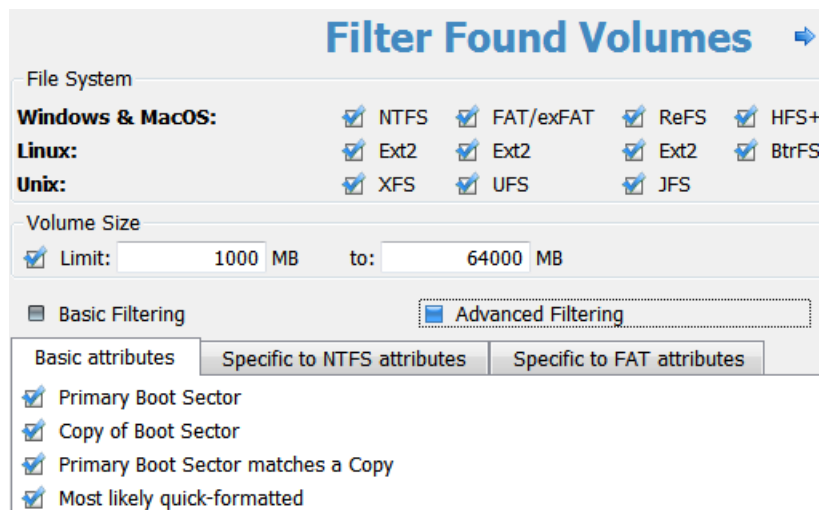 Filter Found Volumes
File System
Windows & MacOS: NTFS FAT/exFAT ReFS HFS+
Linux: Ext2 Ext2 Ext2 BtrFS
Unix: XFS UFS JFS
Volume Size
Limit: 1000 MB to: 64000 MB
Basic Filtering Advanced Filtering
Basic attributes Specific to NTFS attributes Specific to FAT attributes
Primary Boot Sector
Copy of Boot Sector
Primary Boot Sector matches a Copy
Most likely quick-formatted